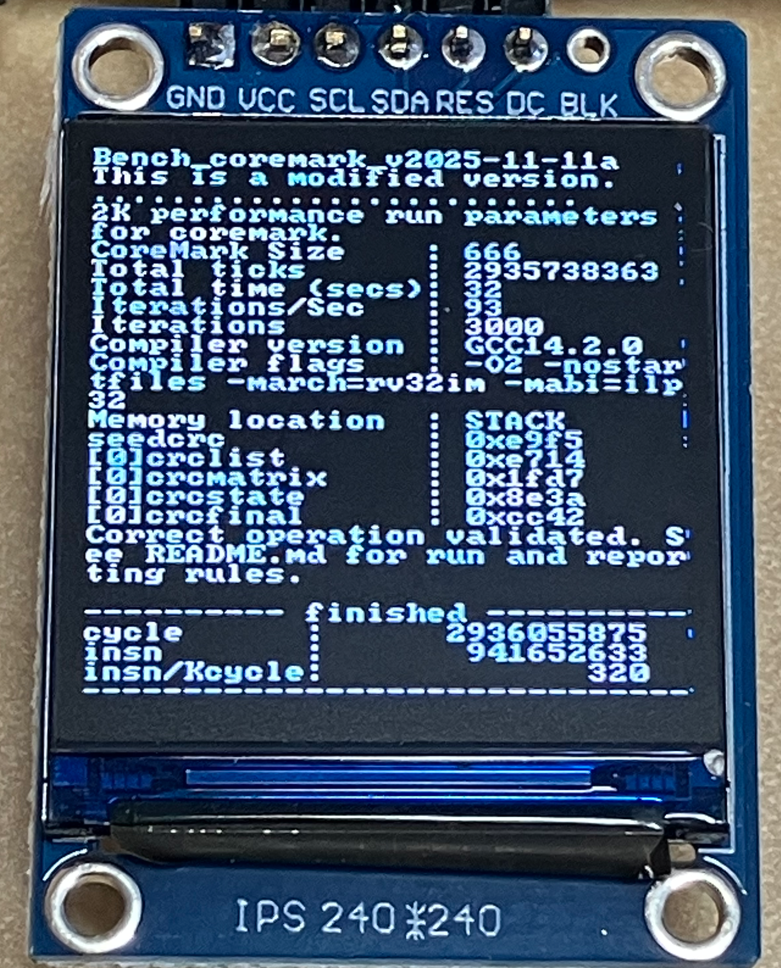 GND VCC SCL SDA RES DC BLK
Bench_coremark_v2025-11-11a
This is a modified version.
..............................
2K performance run parameters
for coremark.
CoreMark Size : 666
Total ticks : 2935738363
Total time (secs): 32
Iterations/Sec : 93
Iterations : 3000
Compiler version : GCC14.2.0
Compiler flags : -O2 -nostar
tfiles -march=rv32im -mabi=ilp
32
Memory location : STACK
seedcrc : 0xe9f5
[0]crclist : 0xe714
[0]crcmatrix : 0x1fd7
[0]crcstate : 0x8e3a
[0]crcfinal : 0xcc42
Correct operation validated. S
ee README.md for run and repor
ting rules.
---------- finished ----------
cycle : 2936055875
insn : 941652633
insn/Kcycle: 320
------------------------------
IPS 240*240